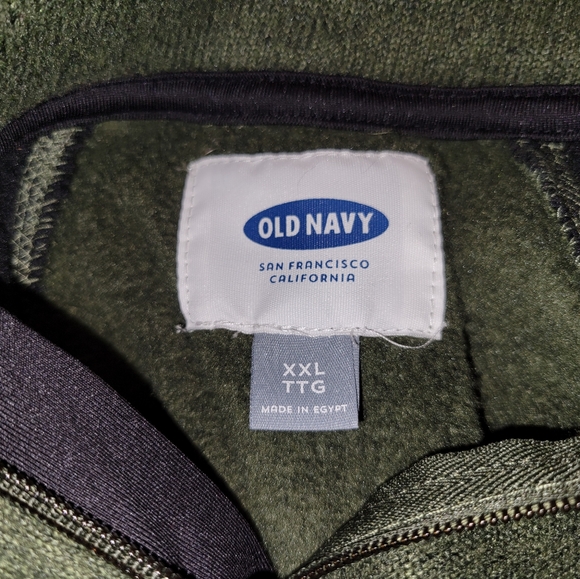 OLD NAVY
SAN FRANCISCO
CALIFORNIA
XXL
TTG
MADE IN EGYPT